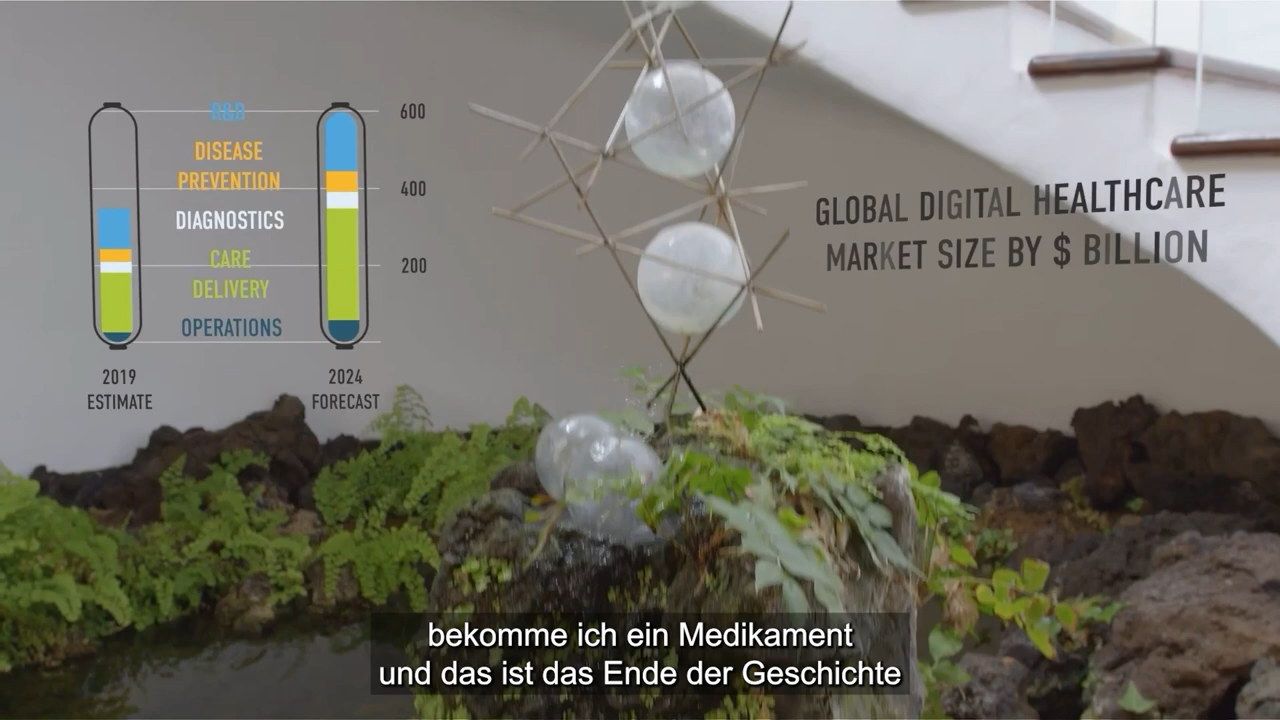 R&D
DISEASE
PREVENTION
DIAGNOSTICS
CARE
DELIVERY
OPERATIONS
600
400
200
2019
ESTIMATE
2024
FORECAST
GLOBAL DIGITAL HEALTHCARE
MARKET SIZE BY $ BILLION
bekomme ich ein Medikament
und das ist das Ende der Geschichte